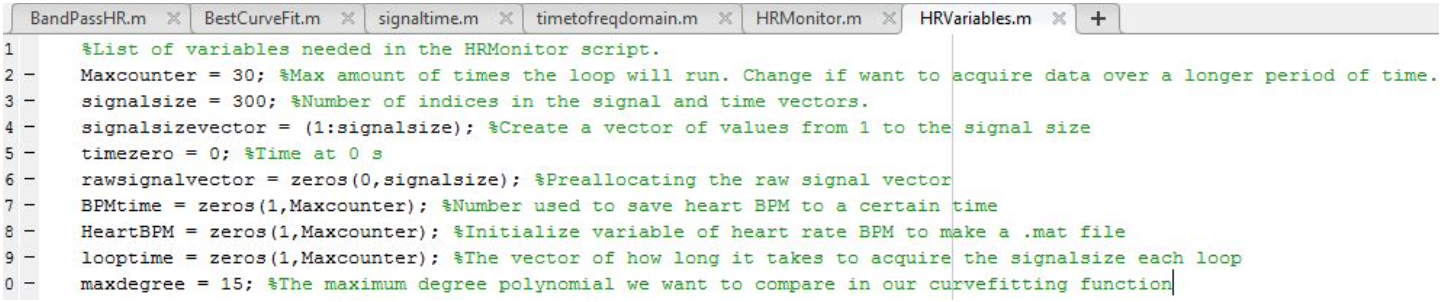 BandPassHR.m × BestCurveFit.m × signaltime.m × timetofreqdomain.m × HRMonitor.m × HRVariables.m × +
1 %List of variables needed in the HRMonitor script.
2 – Maxcounter = 30; %Max amount of times the loop will run. Change if want to acquire data over a longer period of time.
3 – signalsize = 300; %Number of indices in the signal and time vectors.
4 – signalsizevector = (1:signalsize); %Create a vector of values from 1 to the signal size
5 – timezero = 0; %Time at 0 s
6 – rawsignalvector = zeros(0,signalsize); %Preallocating the raw signal vector
7 – BPMtime = zeros(1,Maxcounter); %Number used to save heart BPM to a certain time
8 – HeartBPM = zeros(1,Maxcounter); %Initialize variable of heart rate BPM to make a .mat file
9 – looptime = zeros(1,Maxcounter); %The vector of how long it takes to acquire the signalsize each loop
0 – maxdegree = 15; %The maximum degree polynomial we want to compare in our curvefitting function